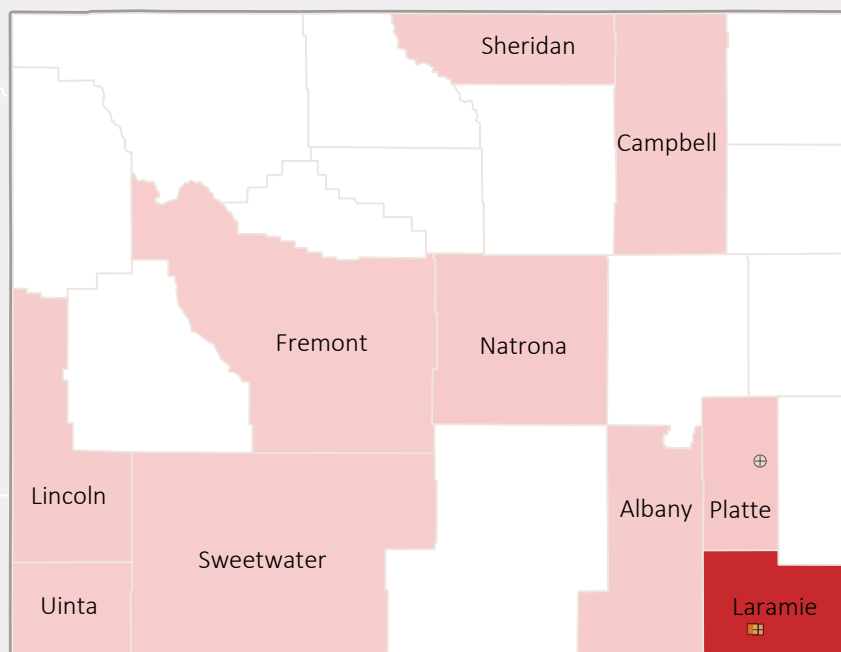 Sheridan
Campbell
Fremont
Natrona
Lincoln
Albany
Platte
Sweetwater
Uinta
Laramie